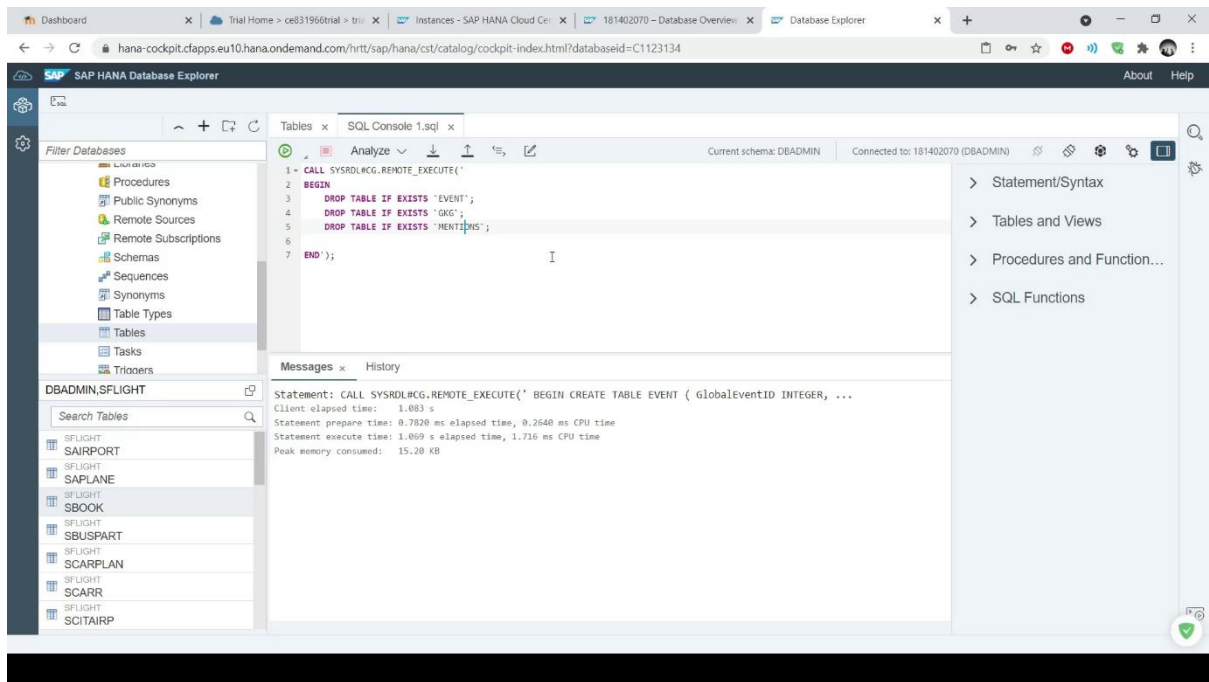 Dashboard
Trial Home > ce831966trial > tria
Instances - SAP HANA Cloud Cen
181402070 – Database Overview
Database Explorer
hana-cockpit.cfapps.eu10.hana.ondemand.com/hrtt/sap/hana/cst/catalog/cockpit-index.html?databaseid=C1123134
SAP SAP HANA Database Explorer
About Help
Filter Databases
Libraries
Procedures
Public Synonyms
Remote Sources
Remote Subscriptions
Schemas
Sequences
Synonyms
Table Types
Tables
Tasks
Triggers
DBADMIN,SFLIGHT
Search Tables
SFLIGHT
SAIRPORT
SFLIGHT
SAPLANE
SFLIGHT
SBOOK
SFLIGHT
SBUSPART
SFLIGHT
SCARPLAN
SFLIGHT
SCARR
SFLIGHT
SCITAIRP
Tables
SQL Console 1.sql
Analyze
Current schema: DBADMIN
Connected to: 181402070 (DBADMIN)
1 CALL SYSRDL#CG.REMOTE_EXECUTE('
2 BEGIN
3 DROP TABLE IF EXISTS `EVENT`;
4 DROP TABLE IF EXISTS `GKG`;
5 DROP TABLE IF EXISTS `MENTIONS`;
6
7 END');
Messages
History
Statement: CALL SYSRDL#CG.REMOTE_EXECUTE(' BEGIN CREATE TABLE EVENT ( GlobalEventID INTEGER, ...
Client elapsed time: 1.083 s
Statement prepare time: 0.7820 ms elapsed time, 0.2640 ms CPU time
Statement execute time: 1.069 s elapsed time, 1.716 ms CPU time
Peak memory consumed: 15.20 KB
Statement/Syntax
Tables and Views
Procedures and Function...
SQL Functions